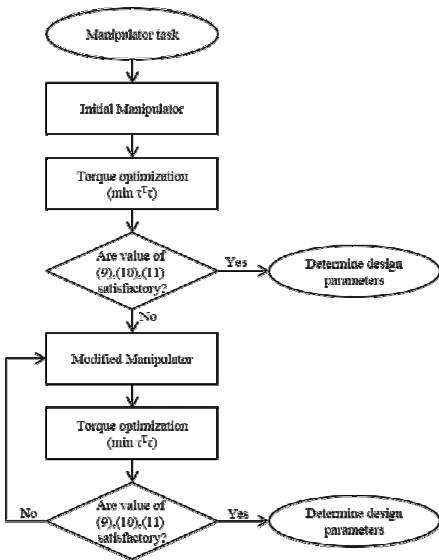 Manipulator task
Initial Manipulator
Torque optimization
(min τᵀτ)
Are value of
(9),(10),(11)
satisfactory?
Yes
Determine design
parameters
No
Modified Manipulator
Torque optimization
(min τᵀτ)
Are value of
(9),(10),(11)
satisfactory?
No
Yes
Determine design
parameters